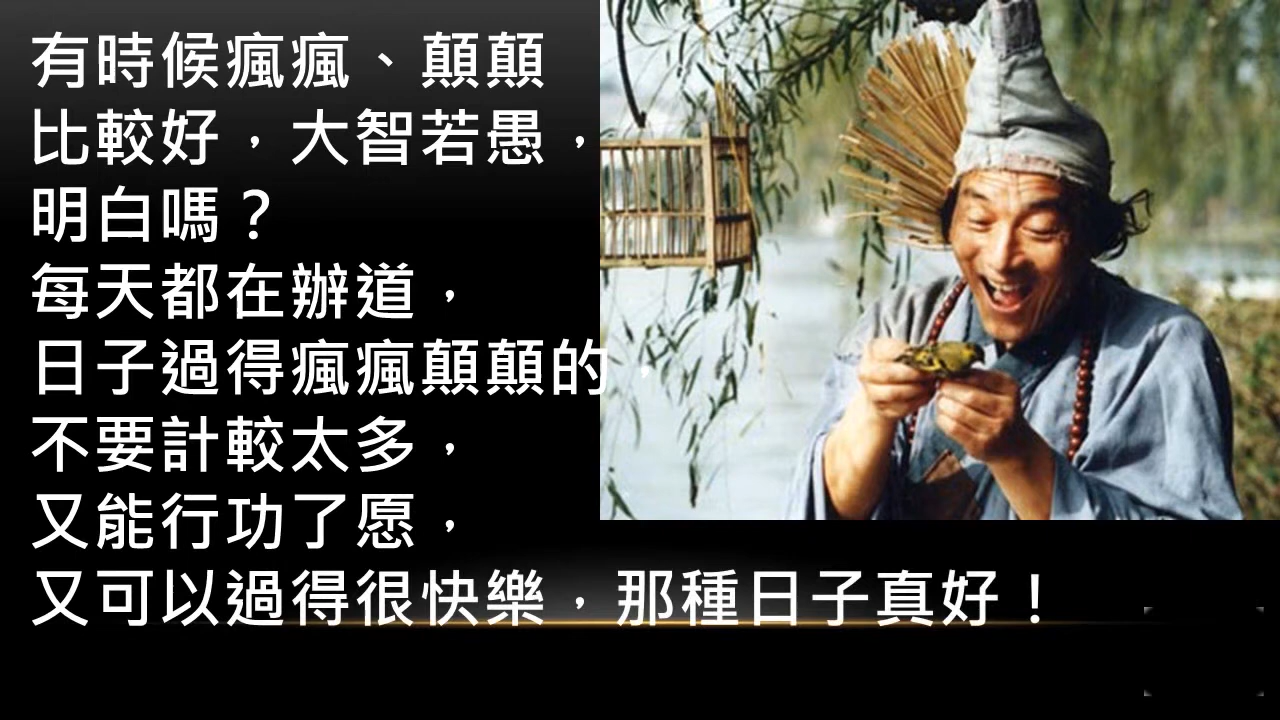 有時候瘋瘋、顛顛
比較好，大智若愚，
明白嗎？
每天都在辦道，
日子過得瘋瘋顛顛的，
不要計較太多，
又能行功了愿，
又可以過得很快樂，那種日子真好！